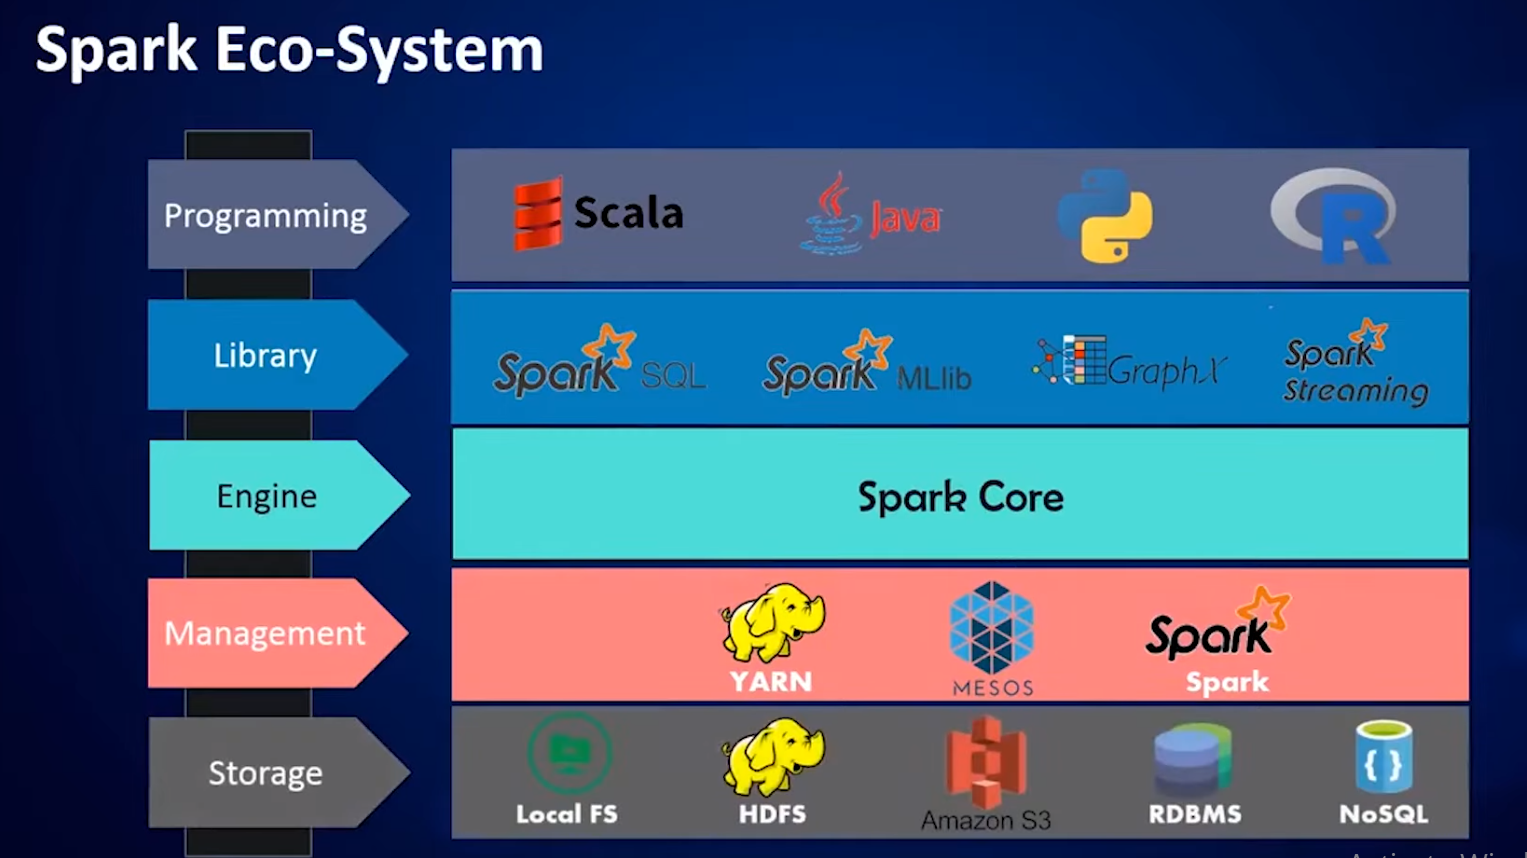 Spark Eco-System
Programming
Scala
Java
R
Library
Spark SQL
Spark MLlib
GraphX
Spark
Streaming
Engine
Spark Core
Management
YARN
MESOS
Spark
Spark
Storage
Local FS
HDFS
Amazon S3
RDBMS
{ }
NoSQL